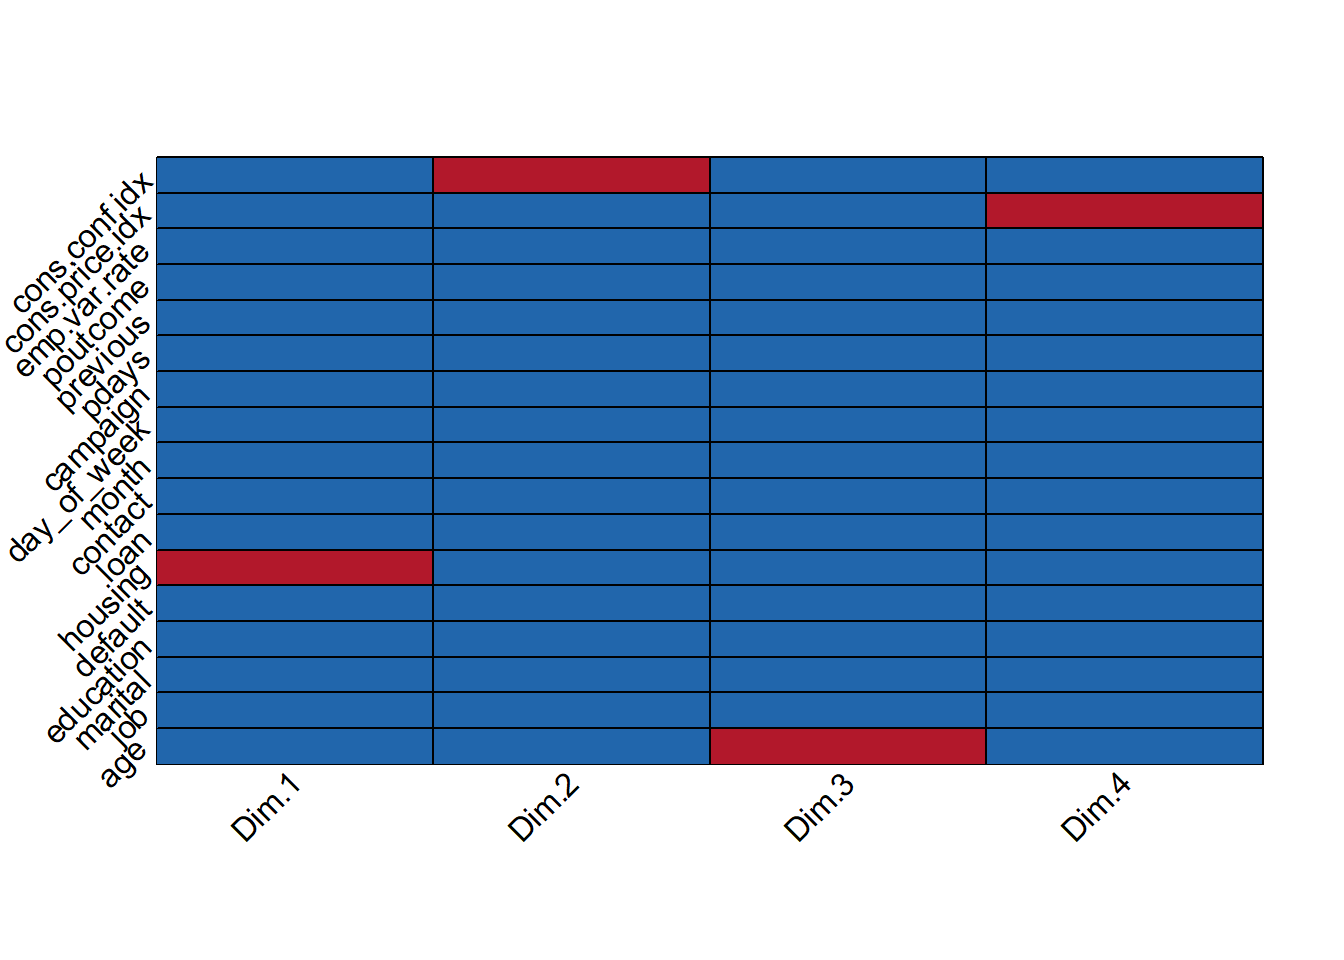 cons.conf.idx
cons.price.idx
emp.var.rate
poutcome
previous
pdays
campaign
day_of_week
month
contact
loan
housing
default
education
marital
job
age
Dim.1
Dim.2
Dim.3
Dim.4